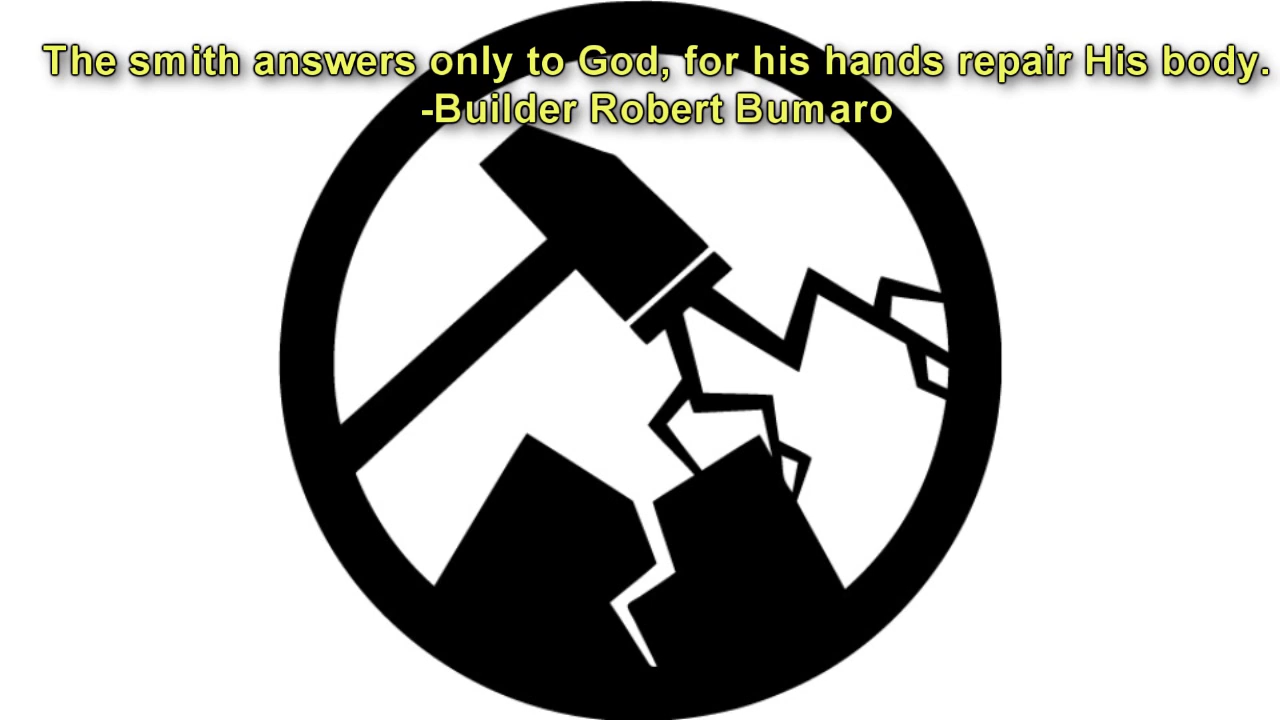 The smith answers only to God, for his hands repair His body.
-Builder Robert Bumaro